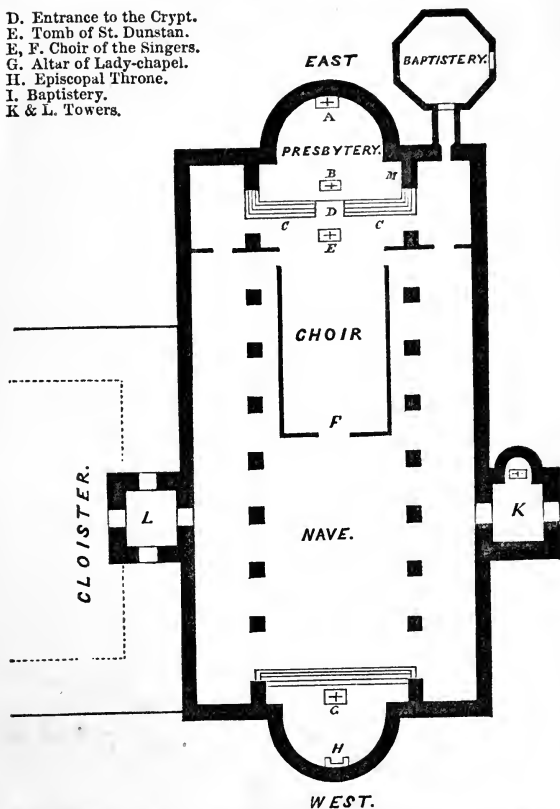 D. Entrance to the Crypt.
E. Tomb of St. Dunstan.
E, F. Choir of the Singers.
G. Altar of Lady-chapel.
H. Episcopal Throne.
I. Baptistery.
K & L. Towers.
EAST
BAPTISTERY.
A
PRESBYTERY.
B
M
D
C
C
E
CHOIR
F
CLOISTER.
L
K
NAVE.
G
H
WEST.